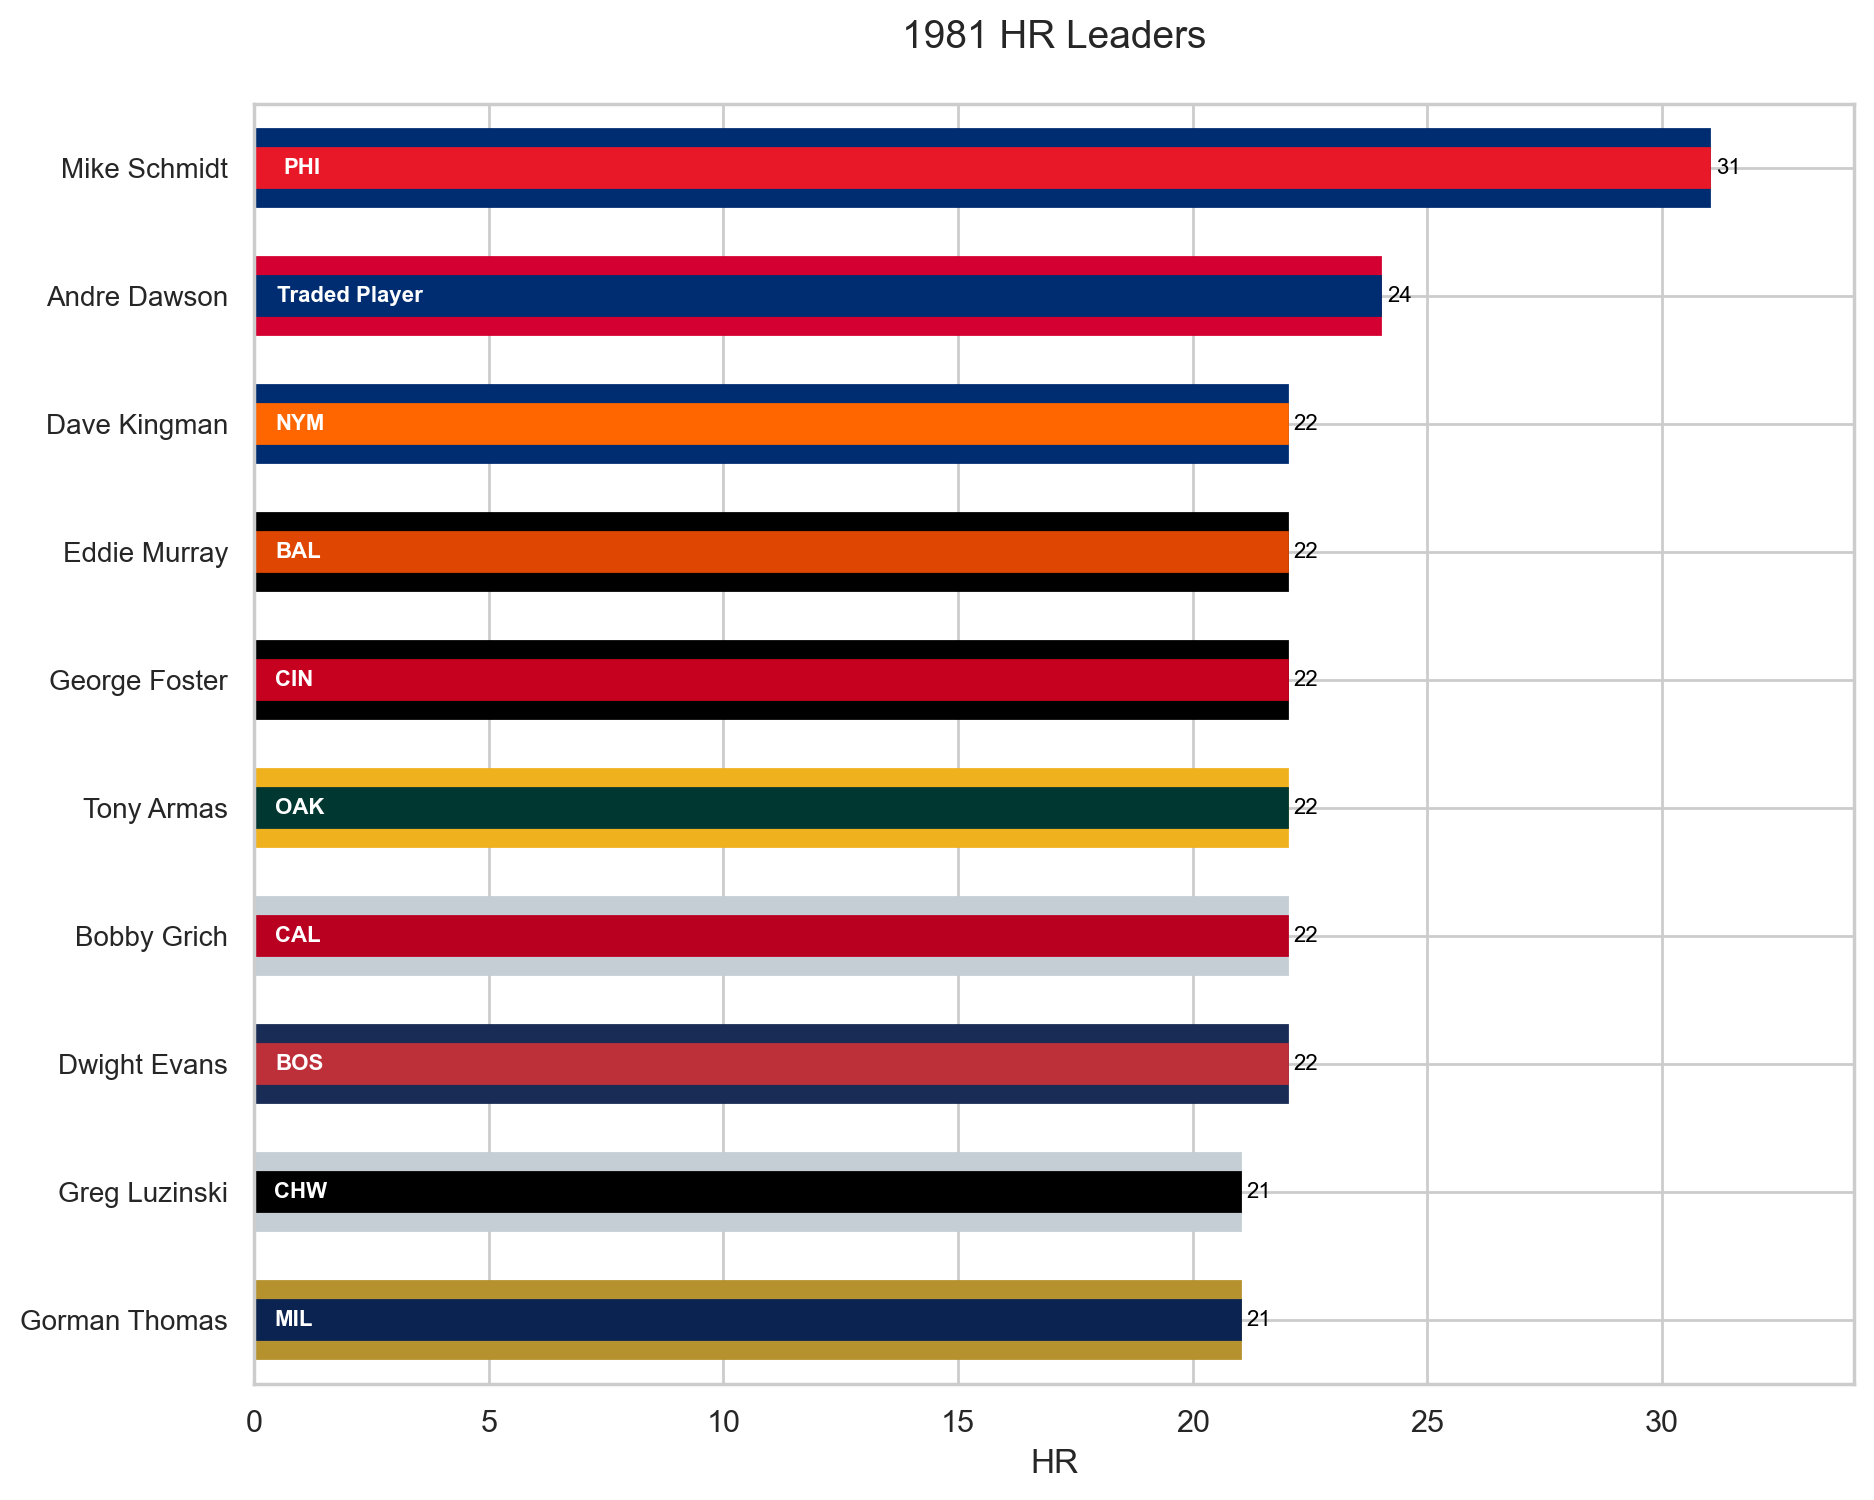 1981 HR Leaders
Mike Schmidt PHI 31
Andre Dawson Traded Player 24
Dave Kingman NYM 22
Eddie Murray BAL 22
George Foster CIN 22
Tony Armas OAK 22
Bobby Grich CAL 22
Dwight Evans BOS 22
Greg Luzinski CHW 21
Gorman Thomas MIL 21
0 5 10 15 20 25 30
HR